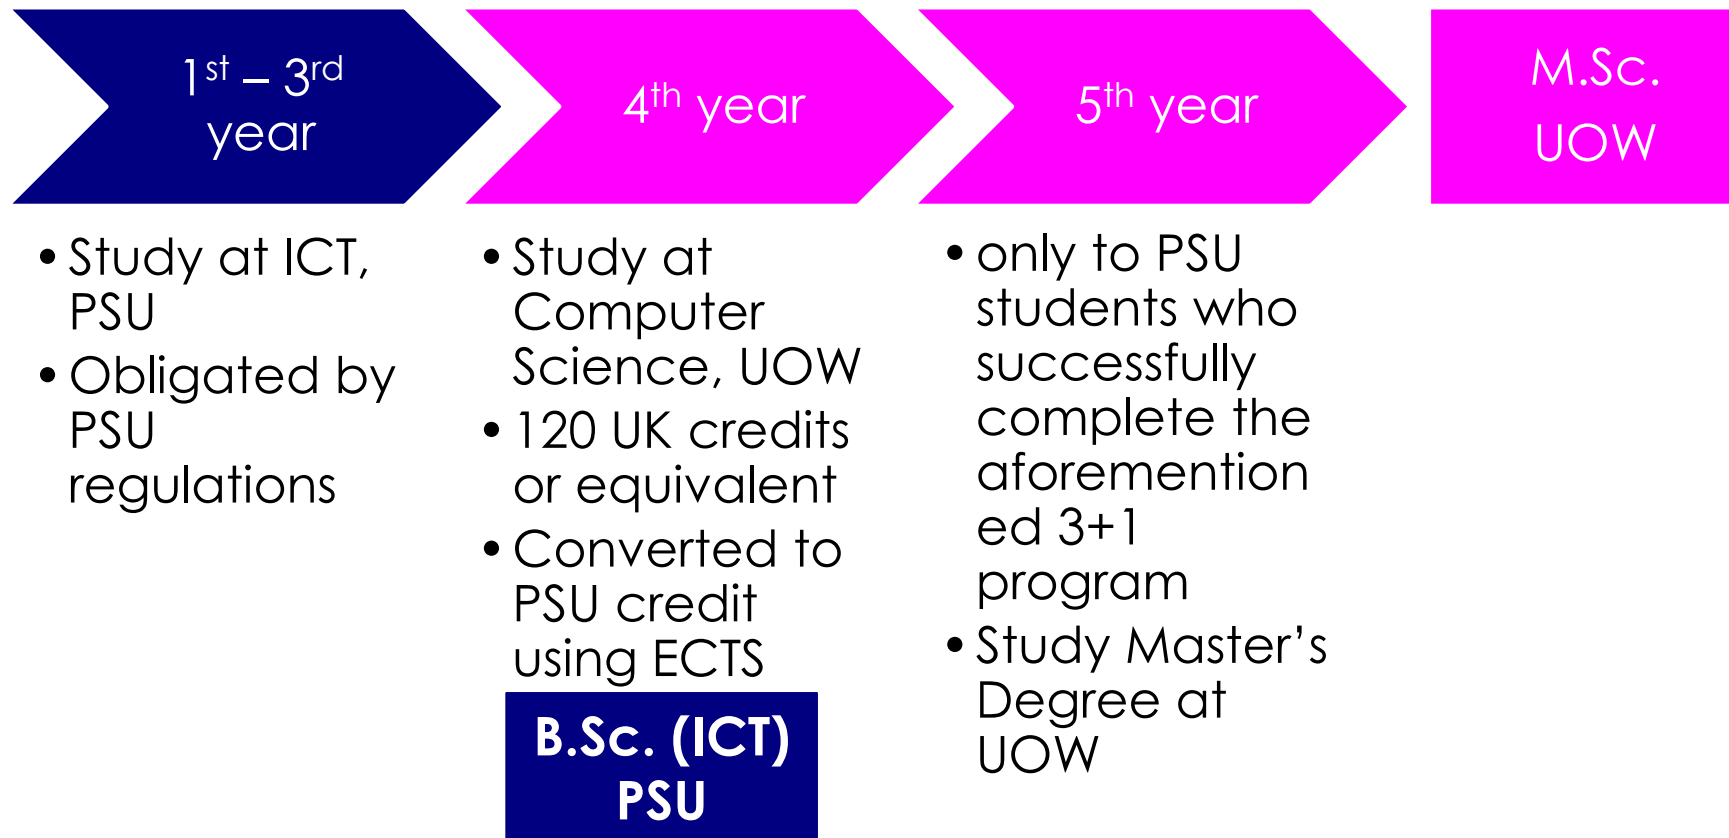 1st – 3rd
year
4th year
5th year
M.Sc.
UOW
• Study at ICT,
PSU
• Obligated by
PSU
regulations
• Study at
Computer
Science, UOW
• 120 UK credits
or equivalent
• Converted to
PSU credit
using ECTS
B.Sc. (ICT)
PSU
• only to PSU
students who
successfully
complete the
aforemention
ed 3+1
program
• Study Master’s
Degree at
UOW